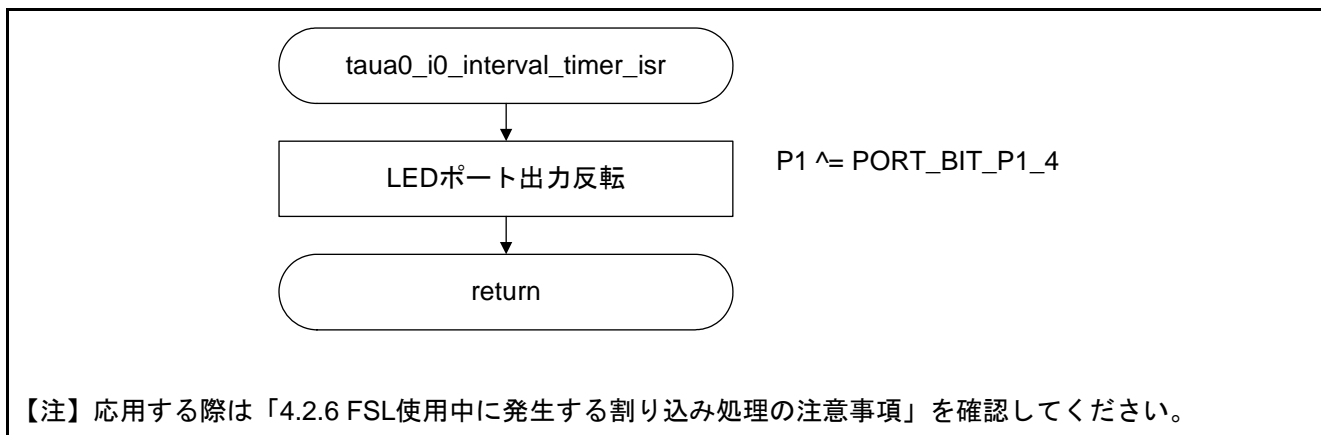 taua0_i0_interval_timer_isr
LEDポート出力反転
P1 ^= PORT_BIT_P1_4
return
【注】応用する際は「4.2.6 FSL使用中に発生する割り込み処理の注意事項」を確認してください。